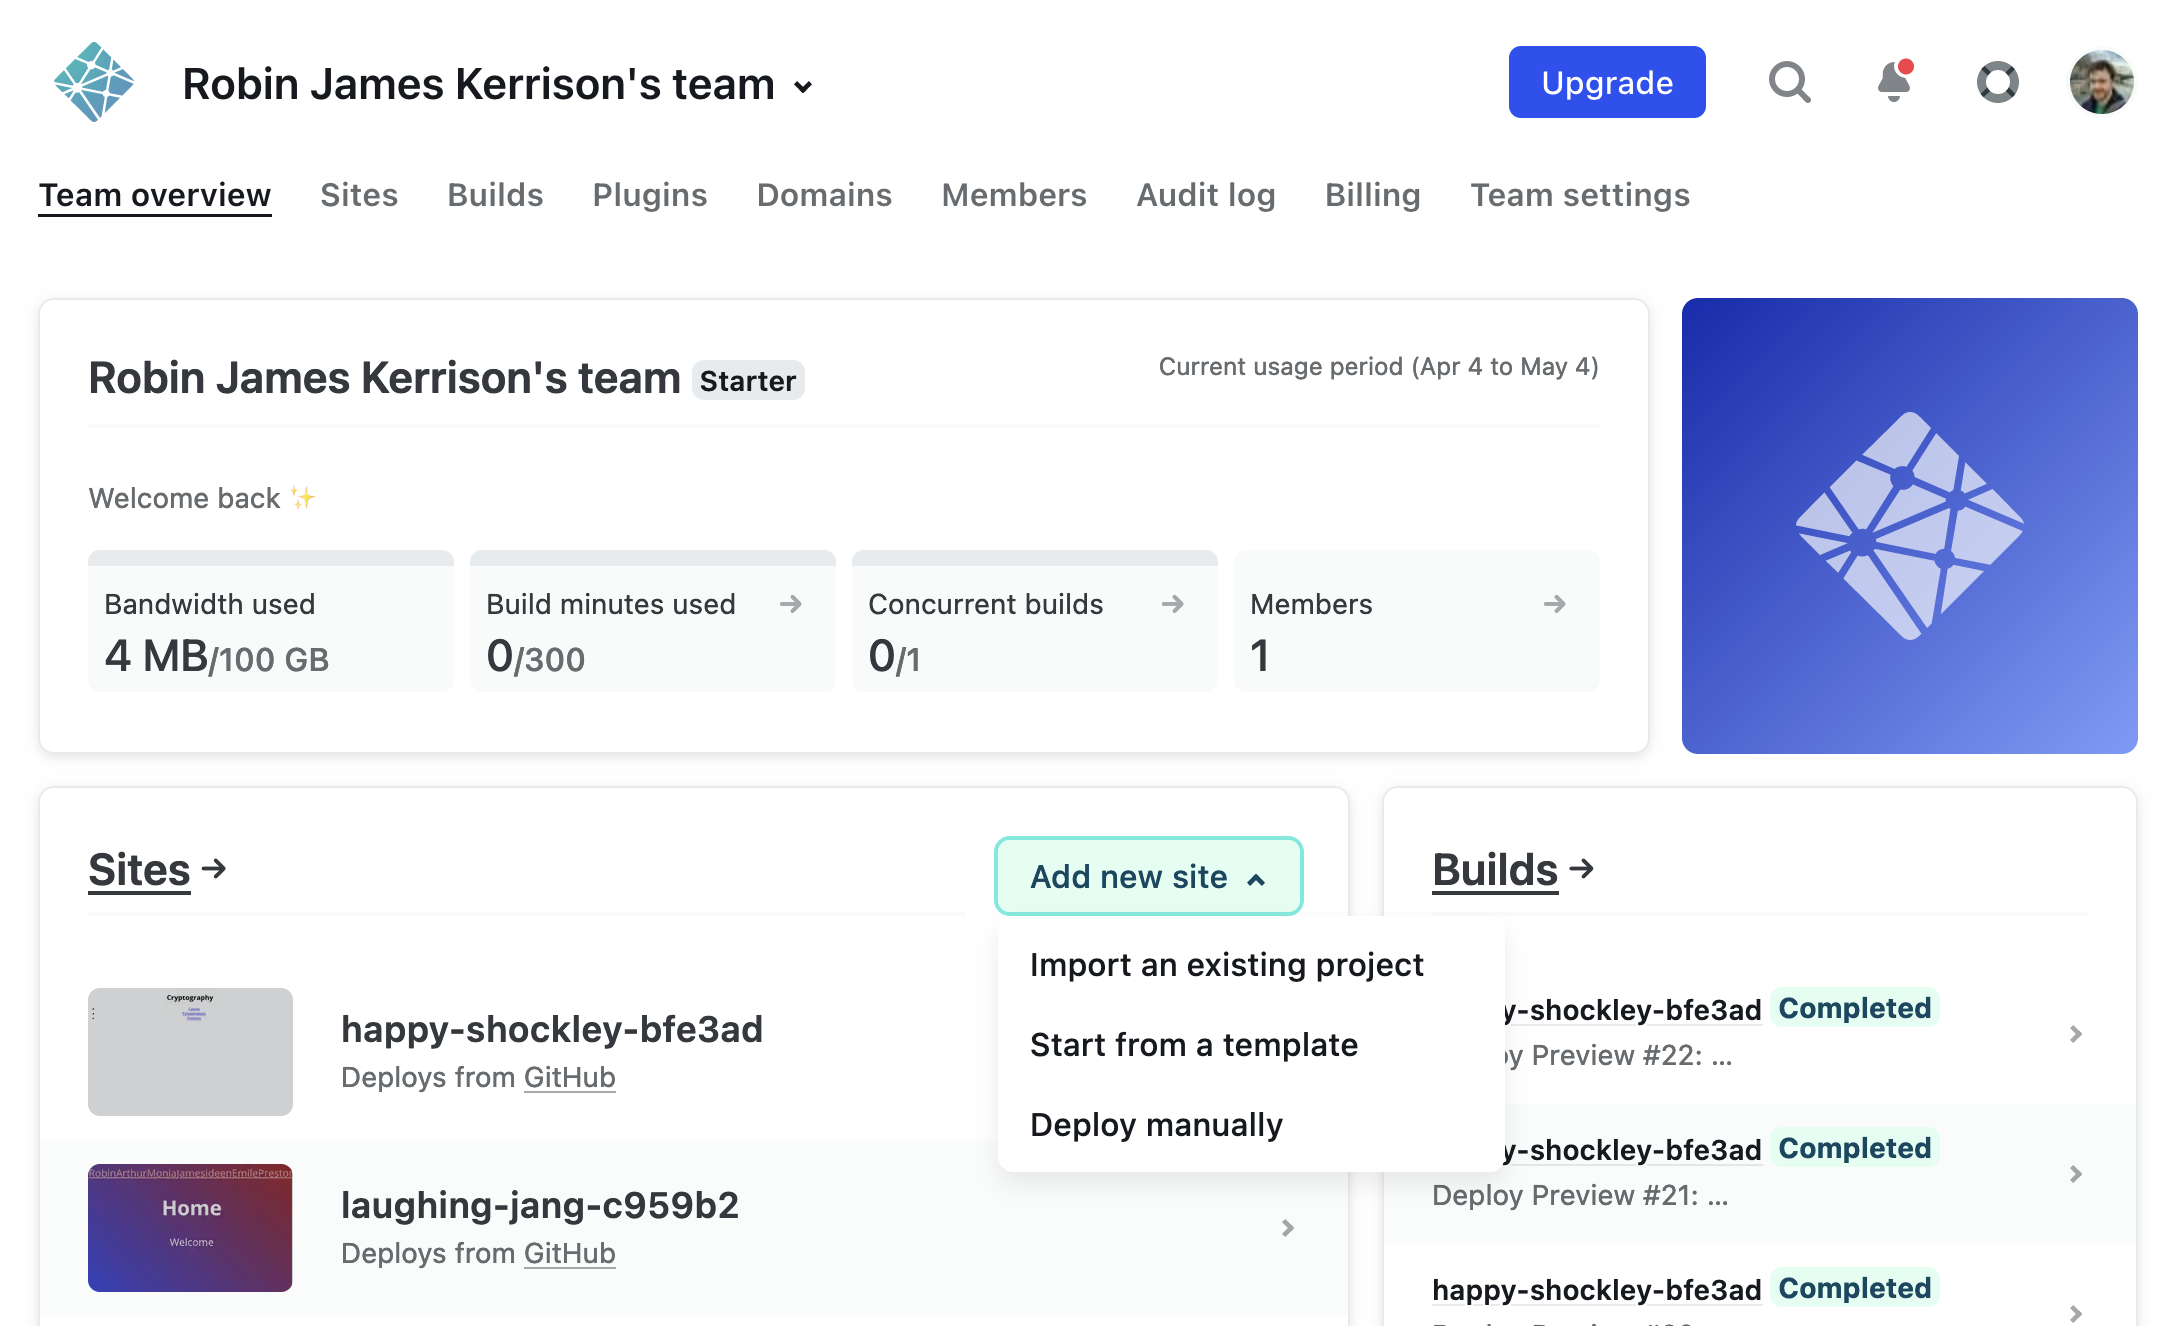 Robin James Kerrison's team
Upgrade
Team overview Sites Builds Plugins Domains Members Audit log Billing Team settings
Robin James Kerrison's team Starter
Current usage period (Apr 4 to May 4)
Welcome back ✨
Bandwidth used
4 MB/100 GB
Build minutes used
0/300
Concurrent builds
0/1
Members
1
Sites
Add new site
Import an existing project
Start from a template
Deploy manually
Cryptography
happy-shockley-bfe3ad
Deploys from GitHub
RobinArthurMoniaJamesideenEmilePreston
Home
Welcome
laughing-jang-c959b2
Deploys from GitHub
Builds
y-shockley-bfe3ad Completed
oy Preview #22: ...
y-shockley-bfe3ad Completed
Deploy Preview #21: ...
happy-shockley-bfe3ad Completed